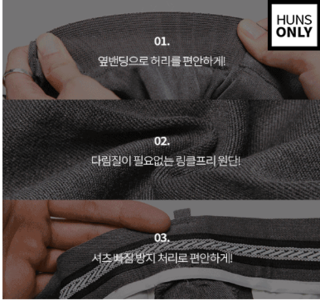 HUNS
ONLY
01.
옆밴딩으로 허리를 편안하게!
02.
다림질이 필요없는 링클프리 원단!
03.
셔츠 빠짐 방지 처리로 편안하게!!